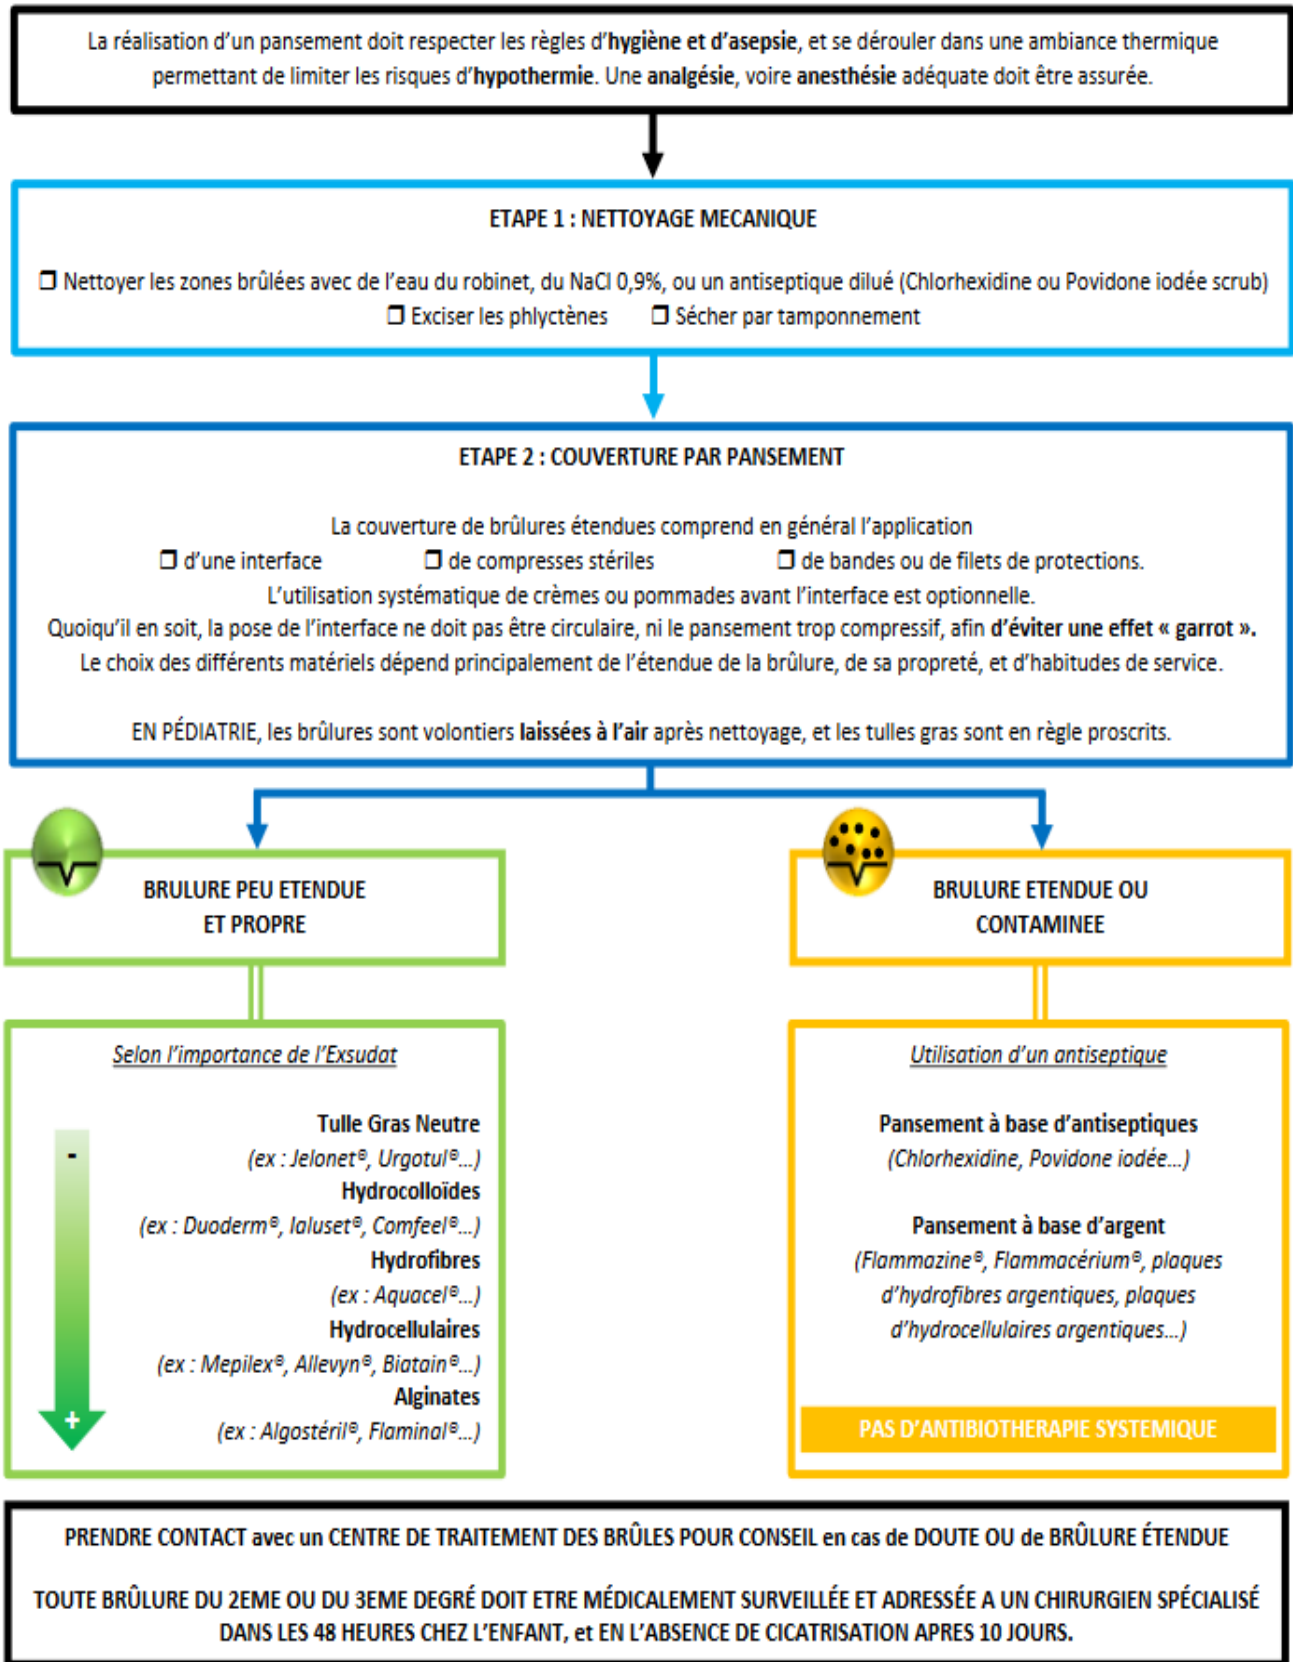 La réalisation d'un pansement doit respecter les règles d'hygiène et d'asepsie, et se dérouler dans une ambiance thermique
permettant de limiter les risques d'hypothermie. Une analgésie, voire anesthésie adéquate doit être assurée.
ETAPE 1 : NETTOYAGE MECANIQUE
❒ Nettoyer les zones brûlées avec de l'eau du robinet, du NaCl 0,9%, ou un antiseptique dilué (Chlorhexidine ou Povidone iodée scrub)
❒ Exciser les phlyctènes ❒ Sécher par tamponnement
ETAPE 2 : COUVERTURE PAR PANSEMENT
La couverture de brûlures étendues comprend en général l'application
❒ d'une interface ❒ de compresses stériles ❒ de bandes ou de filets de protections.
L'utilisation systématique de crèmes ou pommades avant l'interface est optionnelle.
Quoiqu'il en soit, la pose de l'interface ne doit pas être circulaire, ni le pansement trop compressif, afin d'éviter une effet « garrot ».
Le choix des différents matériels dépend principalement de l'étendue de la brûlure, de sa propreté, et d'habitudes de service.
EN PÉDIATRIE, les brûlures sont volontiers laissées à l'air après nettoyage, et les tulles gras sont en règle proscrits.
BRULURE PEU ETENDUE
ET PROPRE
Selon l'importance de l'Exsudat
-
Tulle Gras Neutre
(ex : Jelonet®, Urgotul®...)
Hydrocolloïdes
(ex : Duoderm®, Ialuset®, Comfeel®...)
Hydrofibres
(ex : Aquacel®...)
Hydrocellulaires
(ex : Mepilex®, Allevyn®, Biatain®...)
Alginates
+
(ex : Algostéril®, Flaminal®...)
BRULURE ETENDUE OU
CONTAMINEE
Utilisation d'un antiseptique
Pansement à base d'antiseptiques
(Chlorhexidine, Povidone iodée...)
Pansement à base d'argent
(Flammazine®, Flammacérium®, plaques
d'hydrofibres argentiques, plaques
d'hydrocellulaires argentiques...)
PAS D'ANTIBIOTHERAPIE SYSTEMIQUE
PRENDRE CONTACT avec un CENTRE DE TRAITEMENT DES BRÛLES POUR CONSEIL en cas de DOUTE OU de BRÛLURE ÉTENDUE
TOUTE BRÛLURE DU 2EME OU DU 3EME DEGRÉ DOIT ETRE MÉDICALEMENT SURVEILLÉE ET ADRESSÉE A UN CHIRURGIEN SPÉCIALISÉ
DANS LES 48 HEURES CHEZ L'ENFANT, et EN L'ABSENCE DE CICATRISATION APRES 10 JOURS.